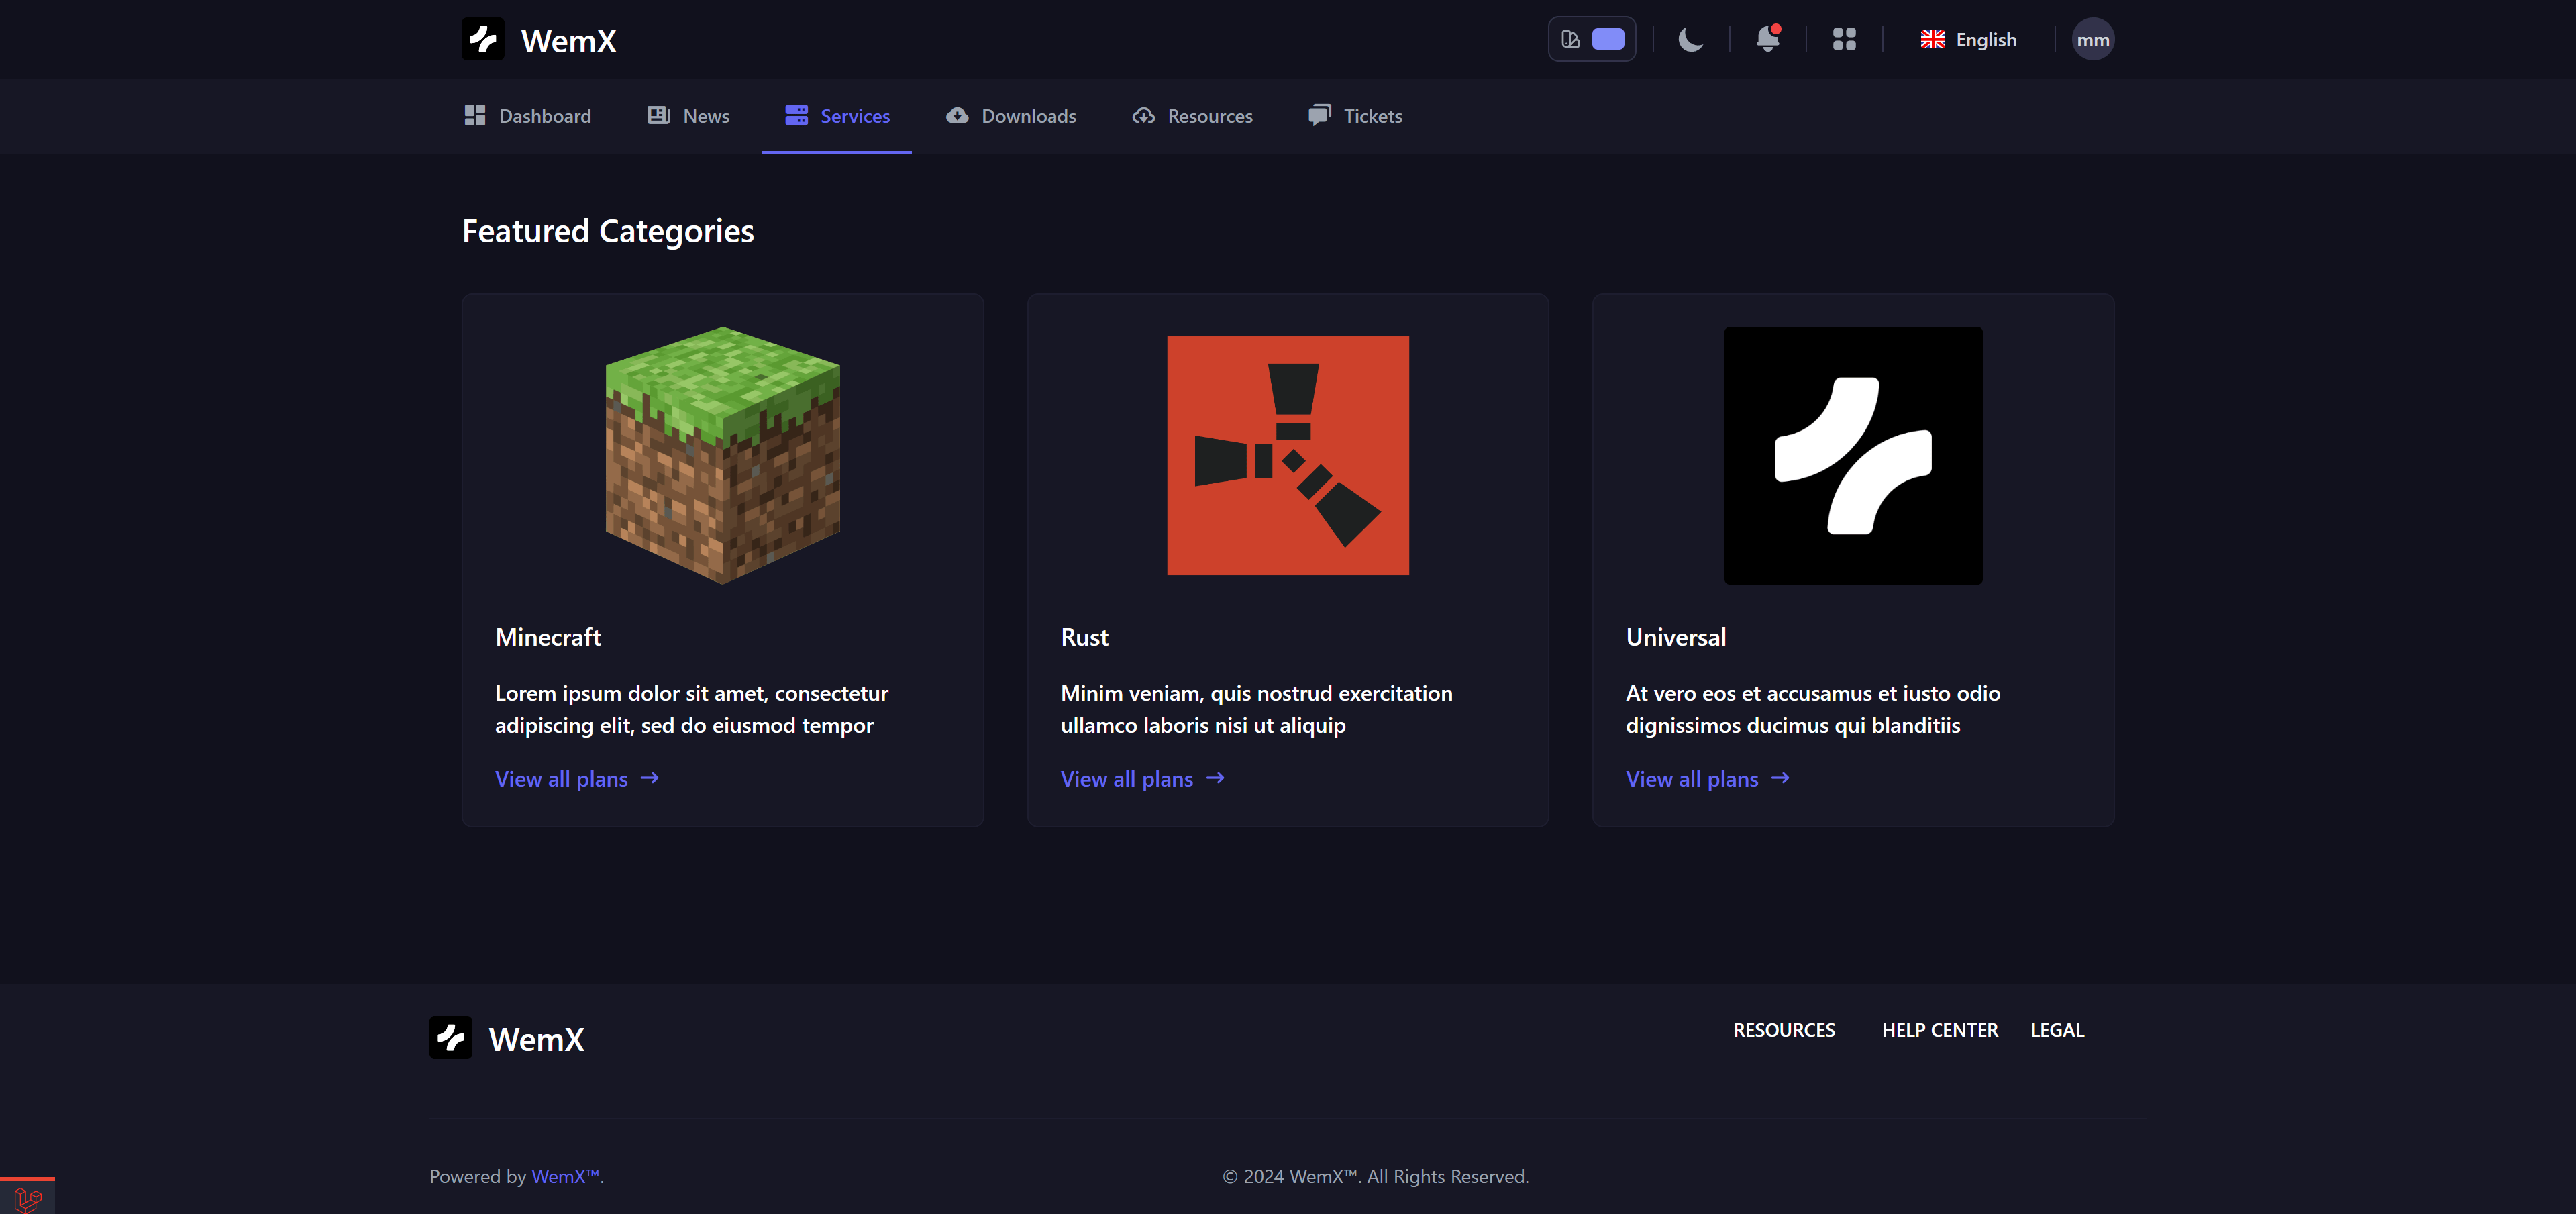 WemX
English
mm
Dashboard
News
Services
Downloads
Resources
Tickets
Featured Categories
Minecraft
Lorem ipsum dolor sit amet, consectetur
adipiscing elit, sed do eiusmod tempor
View all plans
Rust
Minim veniam, quis nostrud exercitation
ullamco laboris nisi ut aliquip
View all plans
Universal
At vero eos et accusamus et iusto odio
dignissimos ducimus qui blanditiis
View all plans
WemX
RESOURCES
HELP CENTER
LEGAL
Powered by WemX™.
© 2024 WemX™. All Rights Reserved.